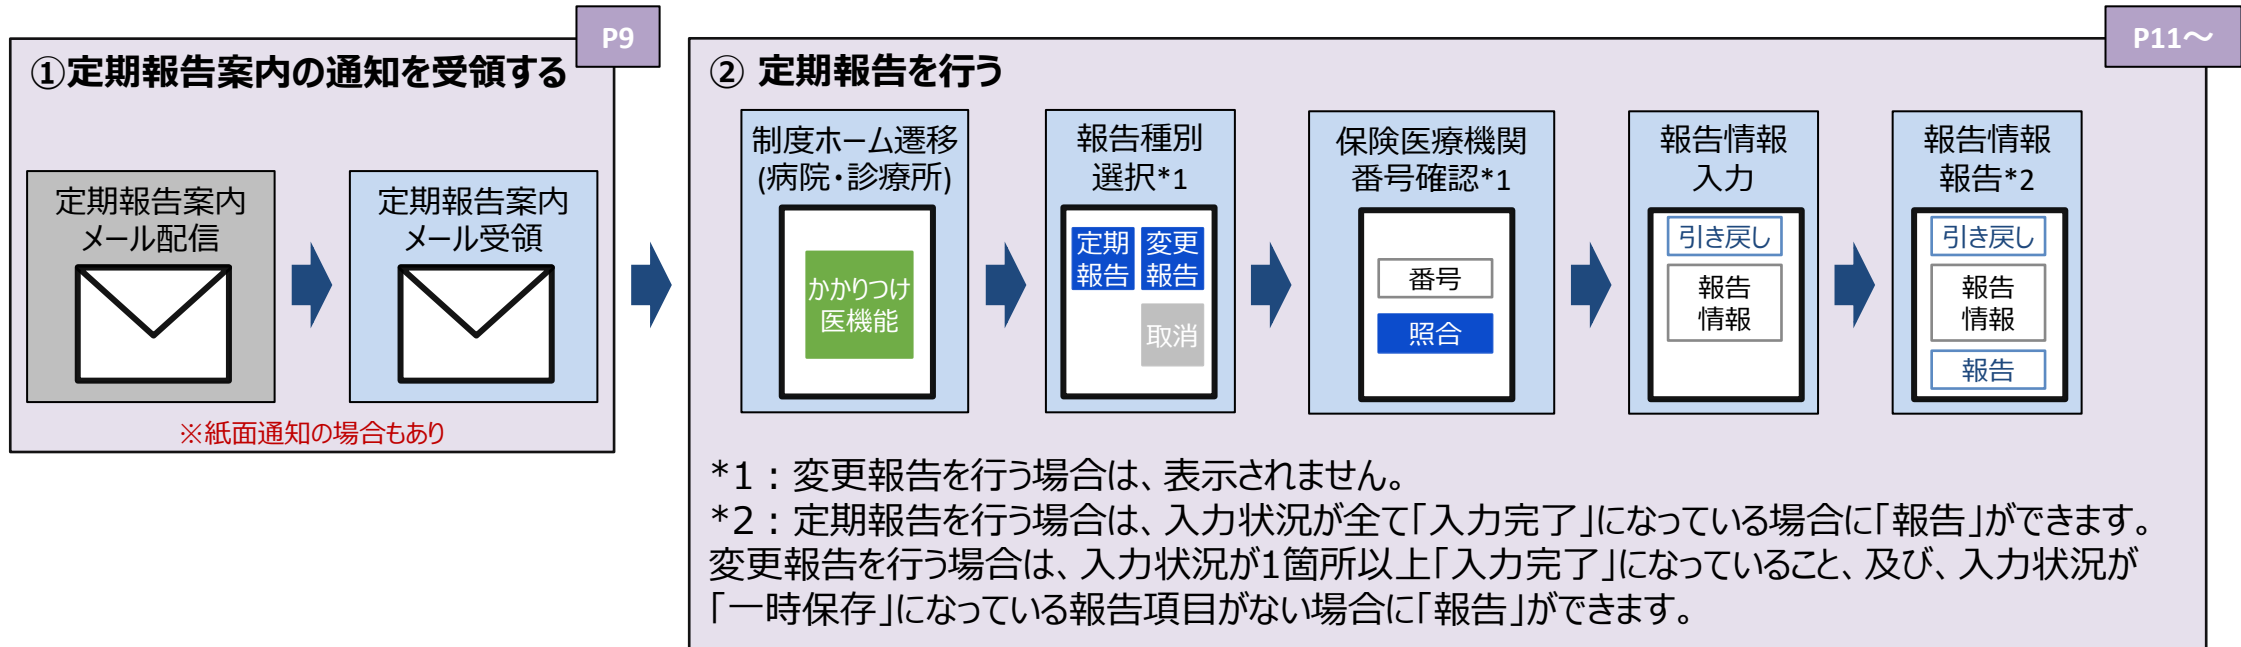 P9
①定期報告案内の通知を受領する
定期報告案内
メール配信
定期報告案内
メール受領
※紙面通知の場合もあり
P11～
② 定期報告を行う
制度ホーム遷移
(病院・診療所)
かかりつけ
医機能
報告種別
選択*1
定期
報告
変更
報告
取消
保険医療機関
番号確認*1
番号
照合
報告情報
入力
引き戻し
報告
情報
報告情報
報告*2
引き戻し
報告
情報
報告
*1：変更報告を行う場合は、表示されません。
*2：定期報告を行う場合は、入力状況が全て「入力完了」になっている場合に「報告」ができます。
変更報告を行う場合は、入力状況が1箇所以上「入力完了」になっていること、及び、入力状況が
「一時保存」になっている報告項目がない場合に「報告」ができます。